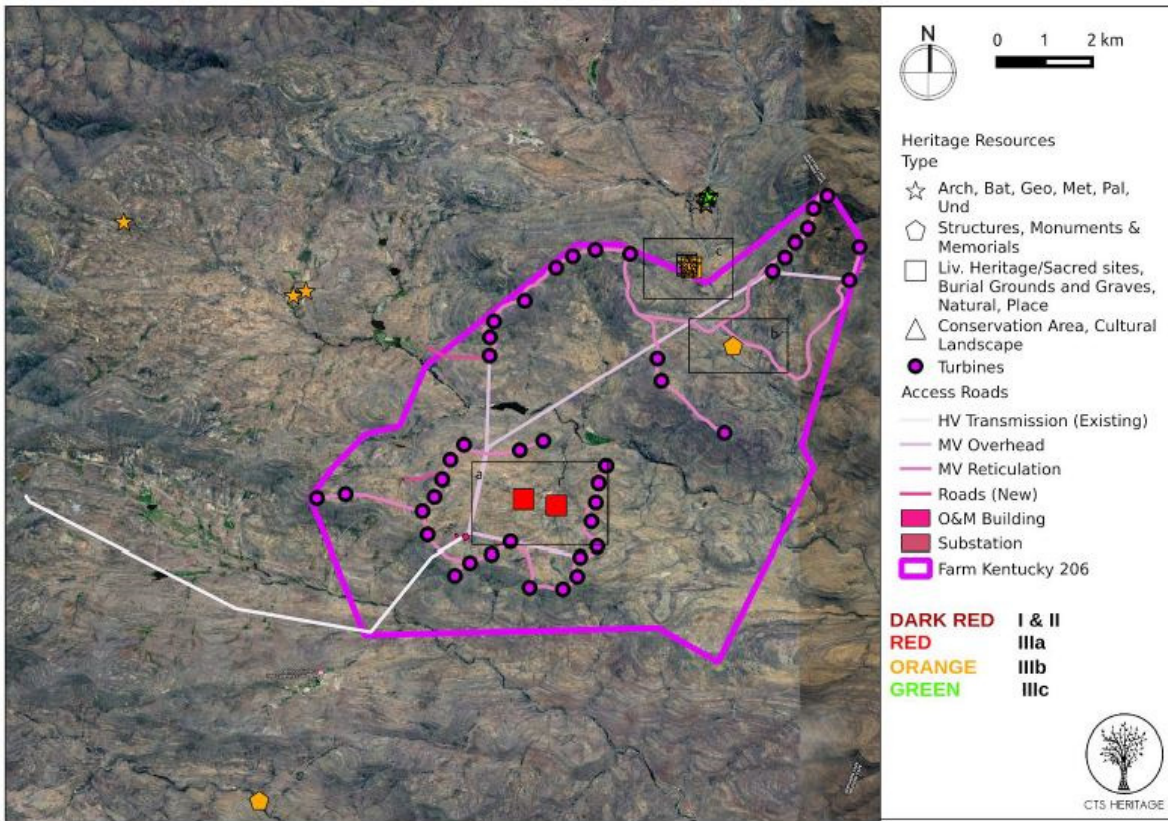 N
0 1 2 km
Heritage Resources
Type
Arch, Bat, Geo, Met, Pal,
Und
Structures, Monuments &
Memorials
Liv. Heritage/Sacred sites,
Burial Grounds and Graves,
Natural, Place
Conservation Area, Cultural
Landscape
Turbines
Access Roads
HV Transmission (Existing)
MV Overhead
MV Reticulation
Roads (New)
O&M Building
Substation
Farm Kentucky 206
DARK RED I & II
RED IIIa
ORANGE IIIb
GREEN IIIc
CTS HERITAGE
c
b
a